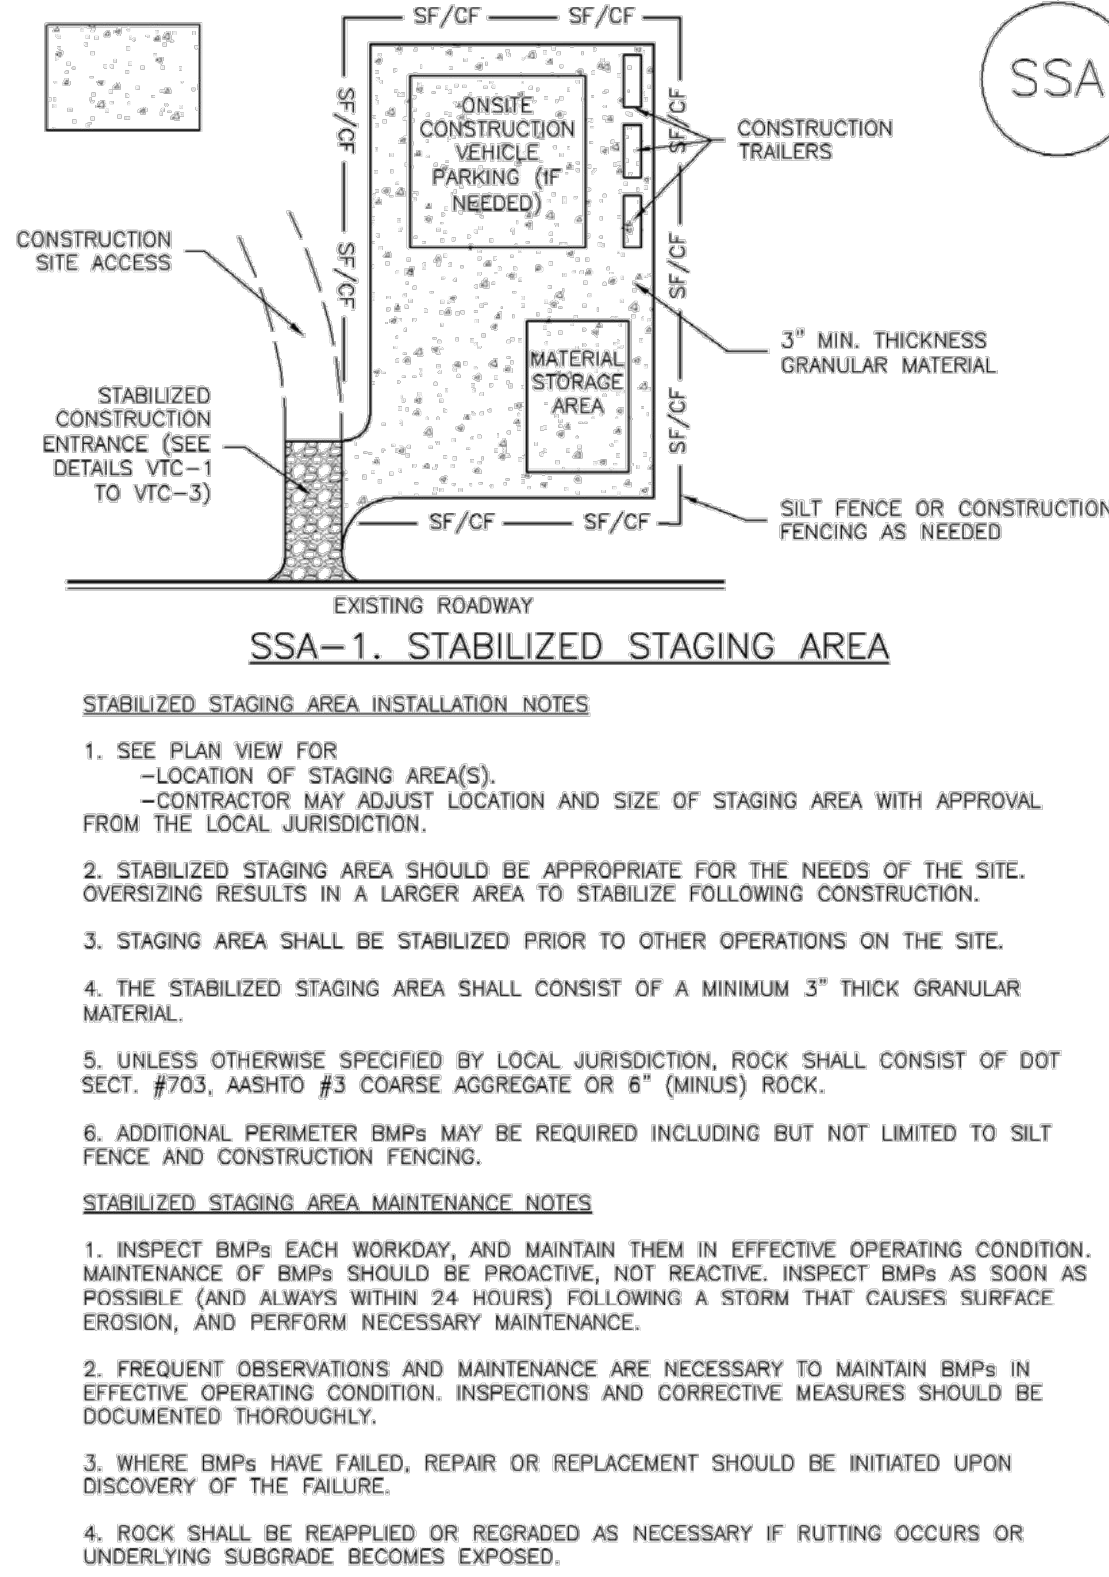 SF/CF
SF/CF
SSA
SF/CF
SF/CF
ONSITE
CONSTRUCTION
VEHICLE
PARKING (IF
NEEDED)
CONSTRUCTION
TRAILERS
CONSTRUCTION
SITE ACCESS
SF/CF
SF/CF
3" MIN. THICKNESS
GRANULAR MATERIAL
MATERIAL
STORAGE
AREA
STABILIZED
CONSTRUCTION
ENTRANCE (SEE
DETAILS VTC-1
TO VTC-3)
SF/CF
SF/CF
SF/CF
SILT FENCE OR CONSTRUCTION
FENCING AS NEEDED
EXISTING ROADWAY
SSA-1. STABILIZED STAGING AREA
STABILIZED STAGING AREA INSTALLATION NOTES
1. SEE PLAN VIEW FOR
-LOCATION OF STAGING AREA(S).
-CONTRACTOR MAY ADJUST LOCATION AND SIZE OF STAGING AREA WITH APPROVAL
FROM THE LOCAL JURISDICTION.
2. STABILIZED STAGING AREA SHOULD BE APPROPRIATE FOR THE NEEDS OF THE SITE.
OVERSIZING RESULTS IN A LARGER AREA TO STABILIZE FOLLOWING CONSTRUCTION.
3. STAGING AREA SHALL BE STABILIZED PRIOR TO OTHER OPERATIONS ON THE SITE.
4. THE STABILIZED STAGING AREA SHALL CONSIST OF A MINIMUM 3" THICK GRANULAR
MATERIAL.
5. UNLESS OTHERWISE SPECIFIED BY LOCAL JURISDICTION, ROCK SHALL CONSIST OF DOT
SECT. #703, AASHTO #3 COARSE AGGREGATE OR 6" (MINUS) ROCK.
6. ADDITIONAL PERIMETER BMPs MAY BE REQUIRED INCLUDING BUT NOT LIMITED TO SILT
FENCE AND CONSTRUCTION FENCING.
STABILIZED STAGING AREA MAINTENANCE NOTES
1. INSPECT BMPs EACH WORKDAY, AND MAINTAIN THEM IN EFFECTIVE OPERATING CONDITION.
MAINTENANCE OF BMPs SHOULD BE PROACTIVE, NOT REACTIVE. INSPECT BMPs AS SOON AS
POSSIBLE (AND ALWAYS WITHIN 24 HOURS) FOLLOWING A STORM THAT CAUSES SURFACE
EROSION, AND PERFORM NECESSARY MAINTENANCE.
2. FREQUENT OBSERVATIONS AND MAINTENANCE ARE NECESSARY TO MAINTAIN BMPs IN
EFFECTIVE OPERATING CONDITION. INSPECTIONS AND CORRECTIVE MEASURES SHOULD BE
DOCUMENTED THOROUGHLY.
3. WHERE BMPs HAVE FAILED, REPAIR OR REPLACEMENT SHOULD BE INITIATED UPON
DISCOVERY OF THE FAILURE.
4. ROCK SHALL BE REAPPLIED OR REGRADED AS NECESSARY IF RUTTING OCCURS OR
UNDERLYING SUBGRADE BECOMES EXPOSED.